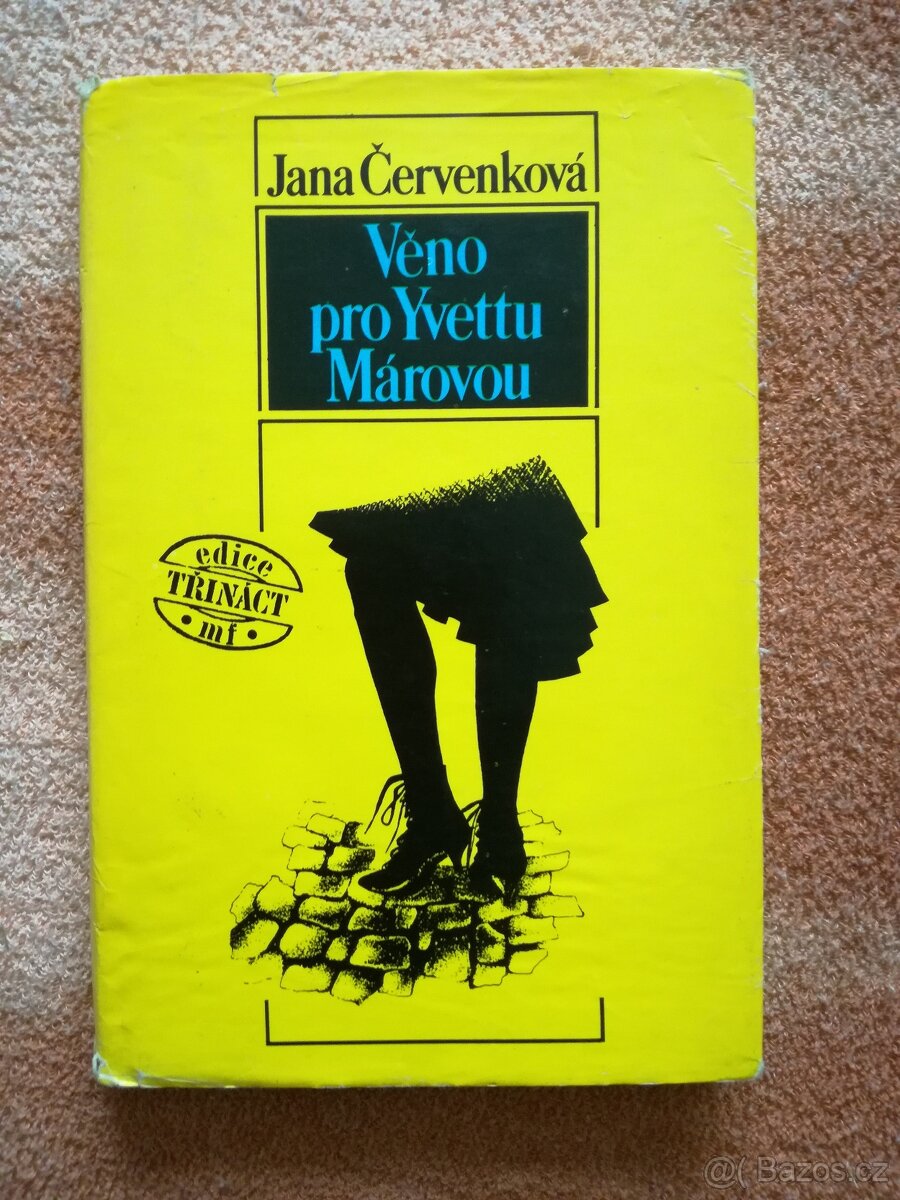 Jana Červenková
Věno
pro Yvettu
Márovou
edice
TŘINÁCT
• mf •
@( Bazos.cz